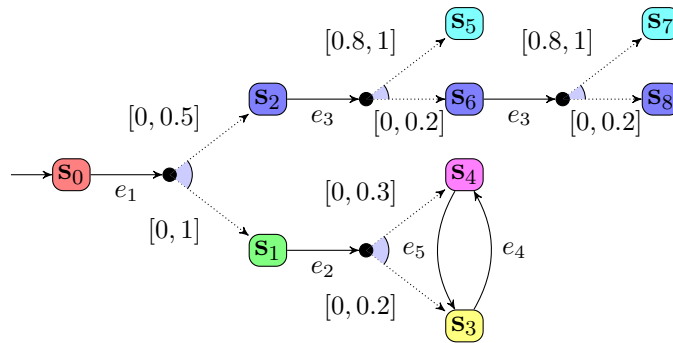 s₅
s₇
[0.8, 1]
[0.8, 1]
s₂
s₆
s₈
e₃
e₃
[0, 0.5]
[0, 0.2]
[0, 0.2]
s₀
e₁
s₄
[0, 0.3]
[0, 1]
s₁
e₂
e₅
e₄
[0, 0.2]
s₃